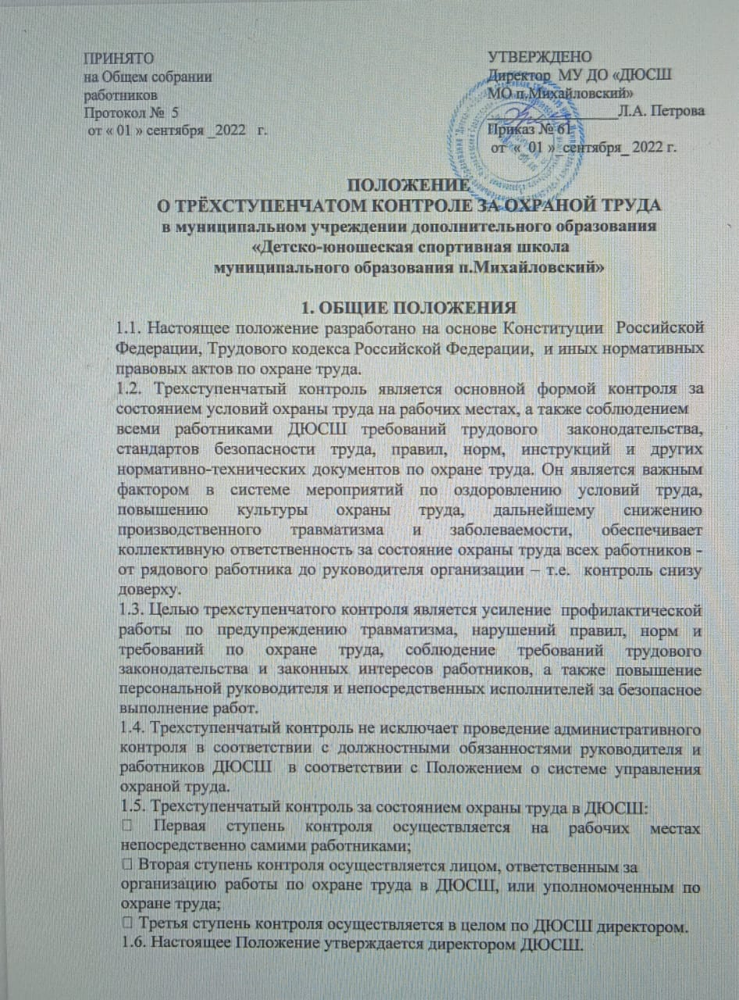 ПРИНЯТО
на Общем собрании
работников
Протокол № 5
от « 01 » сентября _2022 г.
УТВЕРЖДЕНО
Директор МУ ДО «ДЮСШ
МО п.Михайловский»
________________Л.А. Петрова
Приказ № 61
от « 01 »_сентября_ 2022 г.
ПОЛОЖЕНИЕ
О ТРЁХСТУПЕНЧАТОМ КОНТРОЛЕ ЗА ОХРАНОЙ ТРУДА
в муниципальном учреждении дополнительного образования
«Детско-юношеская спортивная школа
муниципального образования п.Михайловский»
1. ОБЩИЕ ПОЛОЖЕНИЯ
1.1. Настоящее положение разработано на основе Конституции Российской
Федерации, Трудового кодекса Российской Федерации, и иных нормативных
правовых актов по охране труда.
1.2. Трехступенчатый контроль является основной формой контроля за
состоянием условий охраны труда на рабочих местах, а также соблюдением
всеми работниками ДЮСШ требований трудового законодательства,
стандартов безопасности труда, правил, норм, инструкций и других
нормативно-технических документов по охране труда. Он является важным
фактором в системе мероприятий по оздоровлению условий труда,
повышению культуры охраны труда, дальнейшему снижению
производственного травматизма и заболеваемости, обеспечивает
коллективную ответственность за состояние охраны труда всех работников -
от рядового работника до руководителя организации – т.е. контроль снизу
доверху.
1.3. Целью трехступенчатого контроля является усиление профилактической
работы по предупреждению травматизма, нарушений правил, норм и
требований по охране труда, соблюдение требований трудового
законодательства и законных интересов работников, а также повышение
персональной руководителя и непосредственных исполнителей за безопасное
выполнение работ.
1.4. Трехступенчатый контроль не исключает проведение административного
контроля в соответствии с должностными обязанностями руководителя и
работников ДЮСШ в соответствии с Положением о системе управления
охраной труда.
1.5. Трехступенчатый контроль за состоянием охраны труда в ДЮСШ:
□ Первая ступень контроля осуществляется на рабочих местах
непосредственно самими работниками;
□ Вторая ступень контроля осуществляется лицом, ответственным за
организацию работы по охране труда в ДЮСШ, или уполномоченным по
охране труда;
□ Третья ступень контроля осуществляется в целом по ДЮСШ директором.
1.6. Настоящее Положение утверждается директором ДЮСШ.